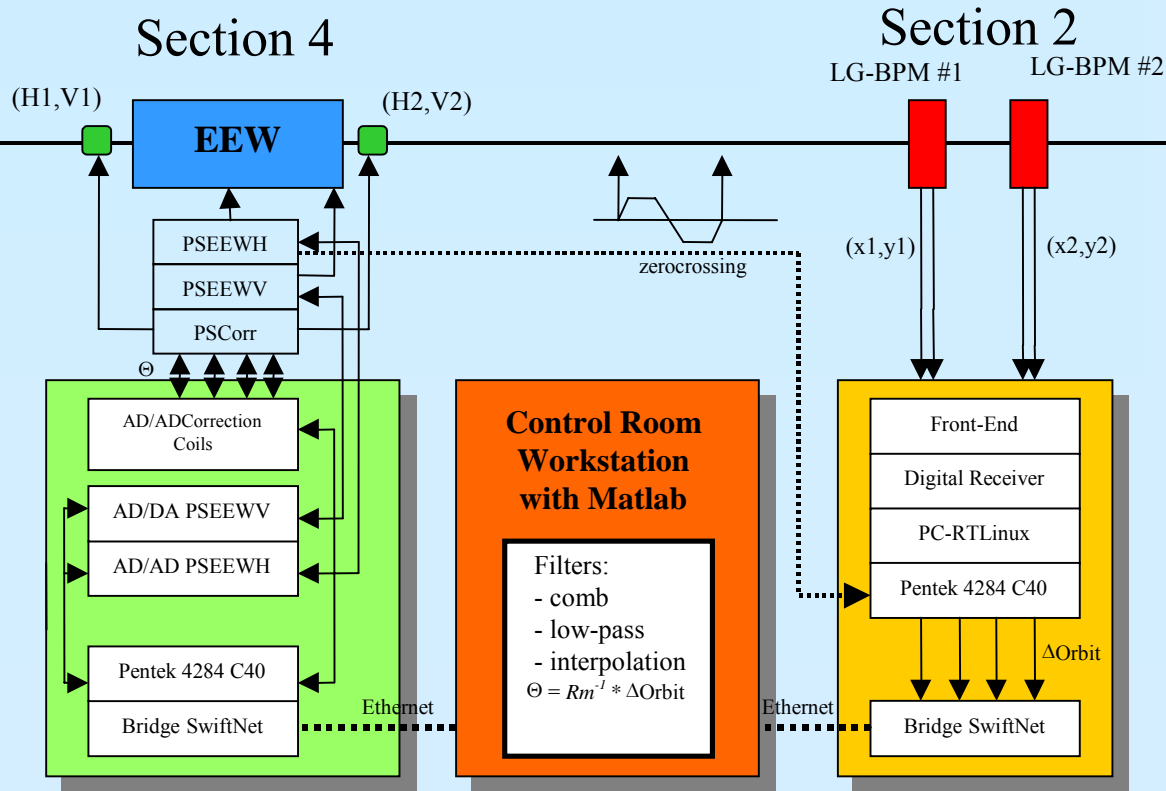 Section 4
Section 2
LG-BPM #1
LG-BPM #2
(H1,V1)
(H2,V2)
EEW
PSEEWH
PSEEWV
PSCorr
zerocrossing
(x1,y1)
(x2,y2)
Θ
AD/ADCorrection
Coils
AD/DA PSEEWV
AD/AD PSEEWH
Pentek 4284 C40
Bridge SwiftNet
Ethernet
Control Room
Workstation
with Matlab
Filters:
- comb
- low-pass
- interpolation
Θ = Rm⁻¹ * ΔOrbit
Ethernet
Front-End
Digital Receiver
PC-RTLinux
Pentek 4284 C40
ΔOrbit
Bridge SwiftNet